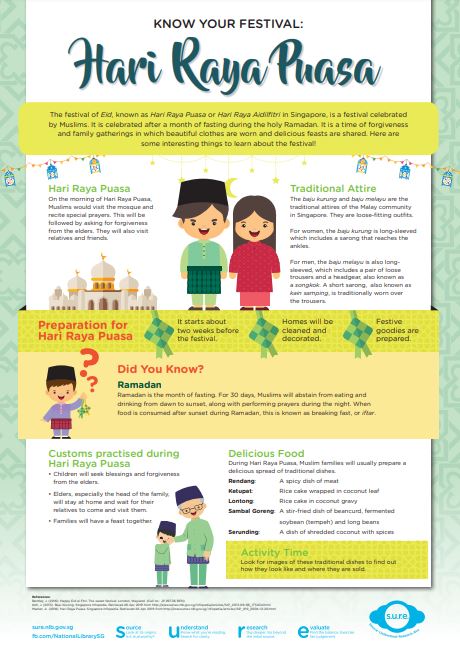 KNOW YOUR FESTIVAL:
Hari Raya Puasa
The festival of Eid, known as Hari Raya Puasa or Hari Raya Aidilfitri in Singapore, is a festival celebrated
by Muslims. It is celebrated after a month of fasting during the holy Ramadan. It is a time of forgiveness
and family gatherings in which beautiful clothes are worn and delicious feasts are shared. Here are
some interesting things to learn about the festival!
Hari Raya Puasa
On the morning of Hari Raya Puasa,
Muslims would visit the mosque and
recite special prayers. This will be
followed by asking for forgiveness
from the elders. They will also visit
relatives and friends.
Traditional Attire
The baju kurung and baju melayu are the
traditional attires of the Malay community
in Singapore. They are loose-fitting outfits.
For women, the baju kurung is long-sleeved
which includes a sarong that reaches the
ankles.
For men, the baju melayu is also long-
sleeved, which includes a pair of loose
trousers and a headgear, also known as
a songkok. A short sarong, also known as
kain samping, is traditionally worn over
the trousers.
Preparation for
Hari Raya Puasa
It starts about
two weeks before
the festival.
Homes will be
cleaned and
decorated.
Festive
goodies are
prepared.
Did You Know?
Ramadan
Ramadan is the month of fasting. For 30 days, Muslims will abstain from eating and
drinking from dawn to sunset, along with performing prayers during the night. When
food is consumed after sunset during Ramadan, this is known as breaking fast, or iftar.
Customs practised during
Hari Raya Puasa
• Children will seek blessings and forgiveness
from the elders.
• Elders, especially the head of the family,
will stay at home and wait for their
relatives to come and visit them.
• Families will have a feast together.
Delicious Food
During Hari Raya Puasa, Muslim families will usually prepare a
delicious spread of traditional dishes.
Rendang: A spicy dish of meat
Ketupat: Rice cake wrapped in coconut leaf
Lontong: Rice cake in coconut gravy
Sambal Goreng: A stir-fried dish of beancurd, fermented
soybean (tempeh) and long beans
Serunding: A dish of shredded coconut with spices
Activity Time
Look for images of these traditional dishes to find out
how they look like and where they are sold.
References:
sure.nlb.gov.sg
fb.com/NationalLibrarySG
source
understand
research
evaluate
s.u.r.e.